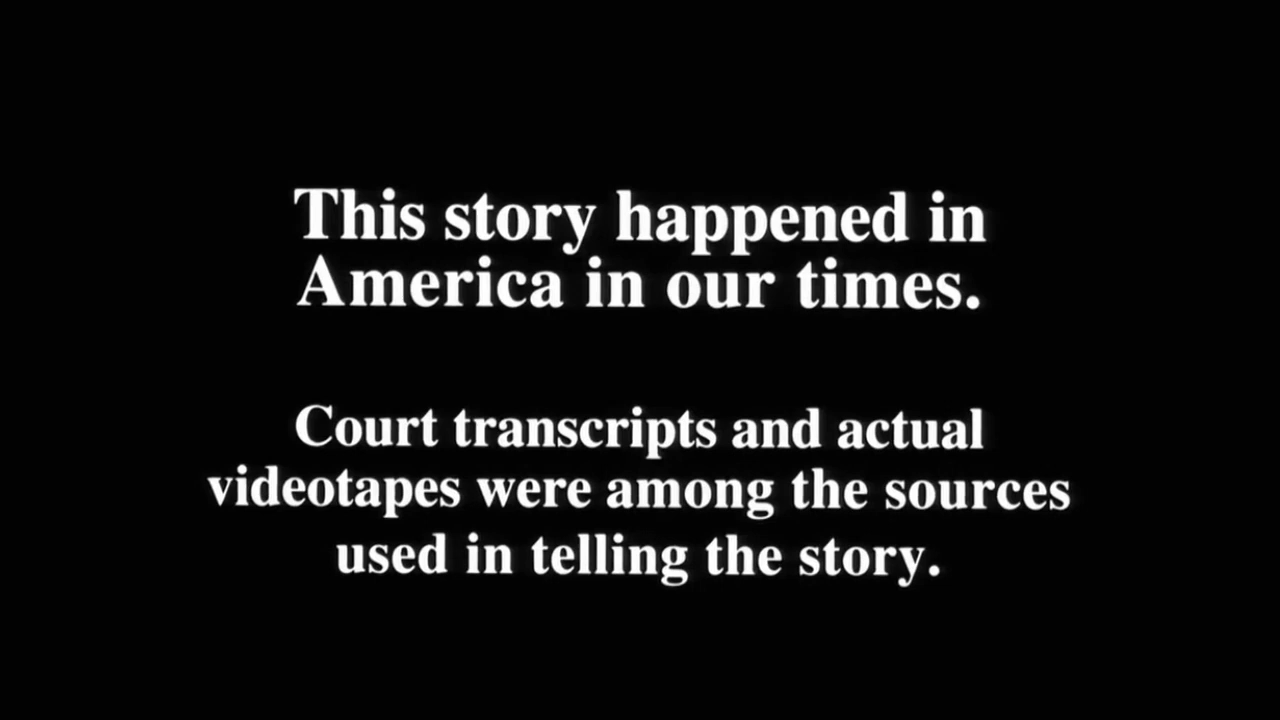 This story happened in
America in our times.
Court transcripts and actual
videotapes were among the sources
used in telling the story.